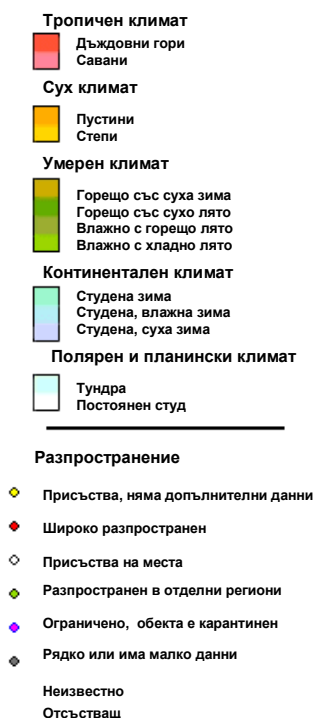 Тропичен климат
Дъждовни гори
Савани
Сух климат
Пустини
Степи
Умерен климат
Горещо със суха зима
Горещо със сухо лято
Влажно с горещо лято
Влажно с хладно лято
Континентален климат
Студена зима
Студена, влажна зима
Студена, суха зима
Полярен и планински климат
Тундра
Постоянен студ
Разпространение
Присъства, няма допълнителни данни
Широко разпространен
Присъства на места
Разпространен в отделни региони
Ограничено, обекта е карантинен
Рядко или има малко данни
Неизвестно
Отсъстващ